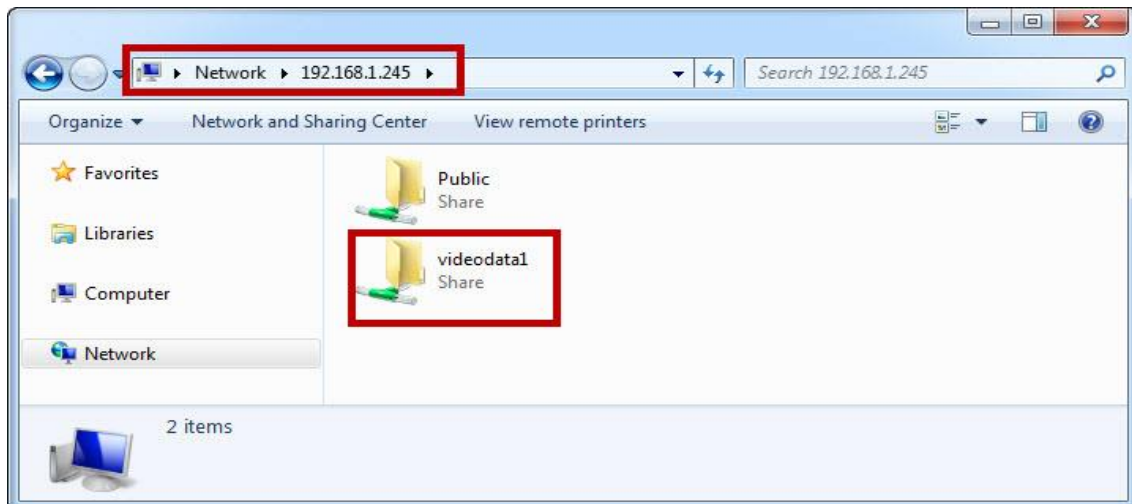 Network ▸ 192.168.1.245 ▸
Search 192.168.1.245
Organize
Network and Sharing Center
View remote printers
Favorites
Libraries
Computer
Network
Public
Share
videodata1
Share
2 items